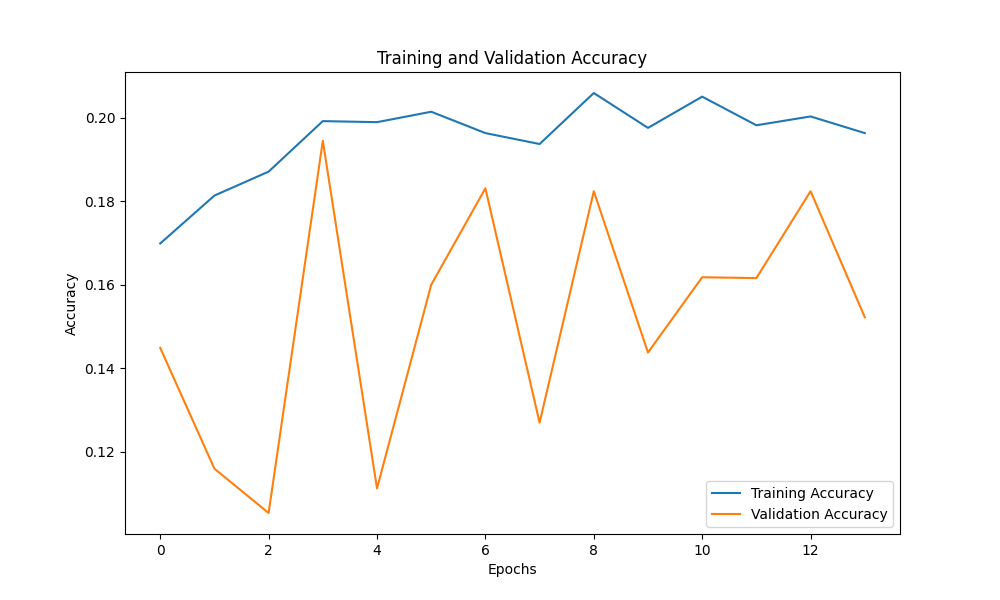 Training and Validation Accuracy
0.20
0.18
0.16
0.14
0.12
Accuracy
0 2 4 6 8 10 12
Epochs
Training Accuracy
Validation Accuracy